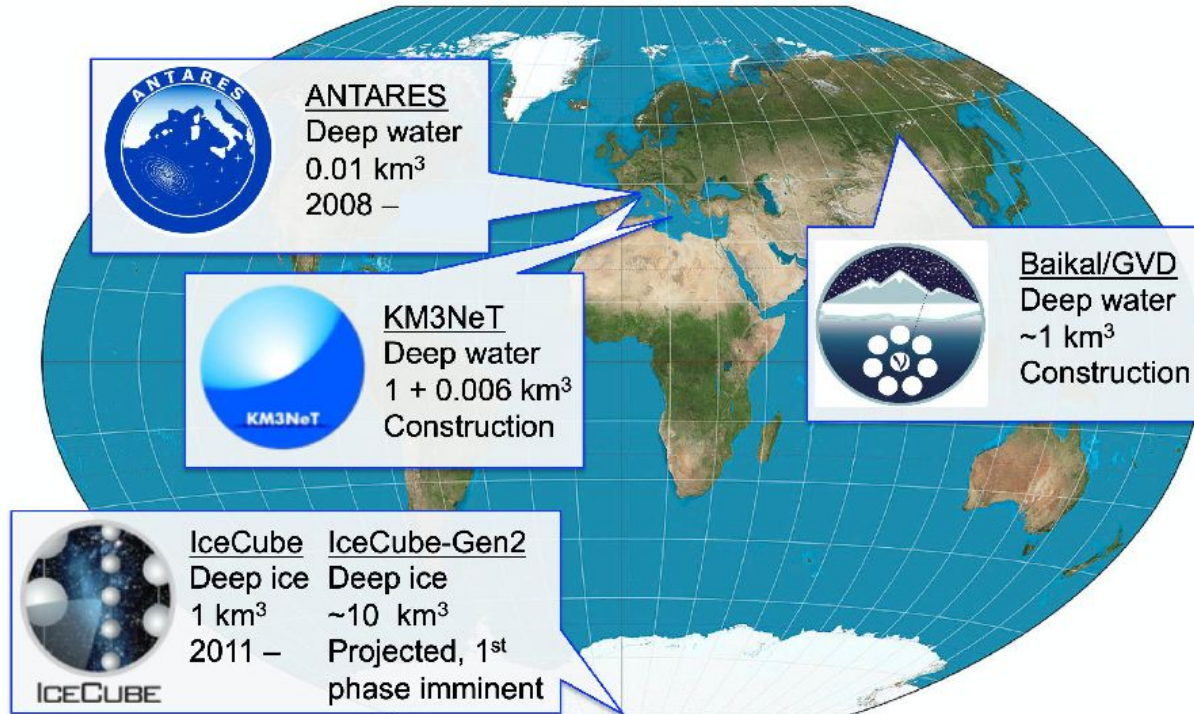 ANTARES
ANTARES
Deep water
0.01 km³
2008 –
KM3NeT
KM3NeT
Deep water
1 + 0.006 km³
Construction
Baikal/GVD
Deep water
~1 km³
Construction
ICECUBE
IceCube
Deep ice
1 km³
2011 –
IceCube-Gen2
Deep ice
~10 km³
Projected, 1st
phase imminent